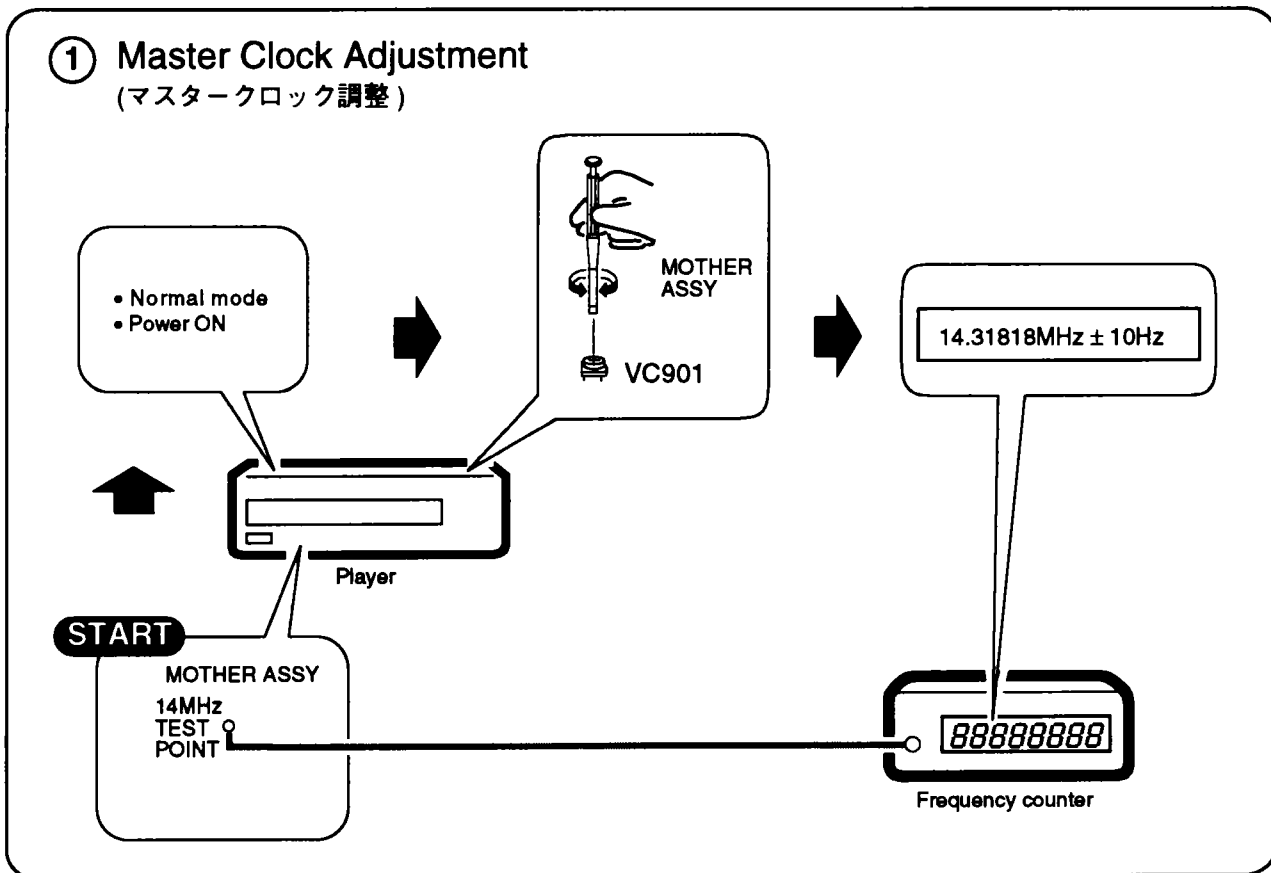 ① Master Clock Adjustment
(マスタークロック調整)
• Normal mode
• Power ON
MOTHER
ASSY
VC901
14.31818MHz ± 10Hz
Player
START
MOTHER ASSY
14MHz
TEST
POINT
88888888
Frequency counter